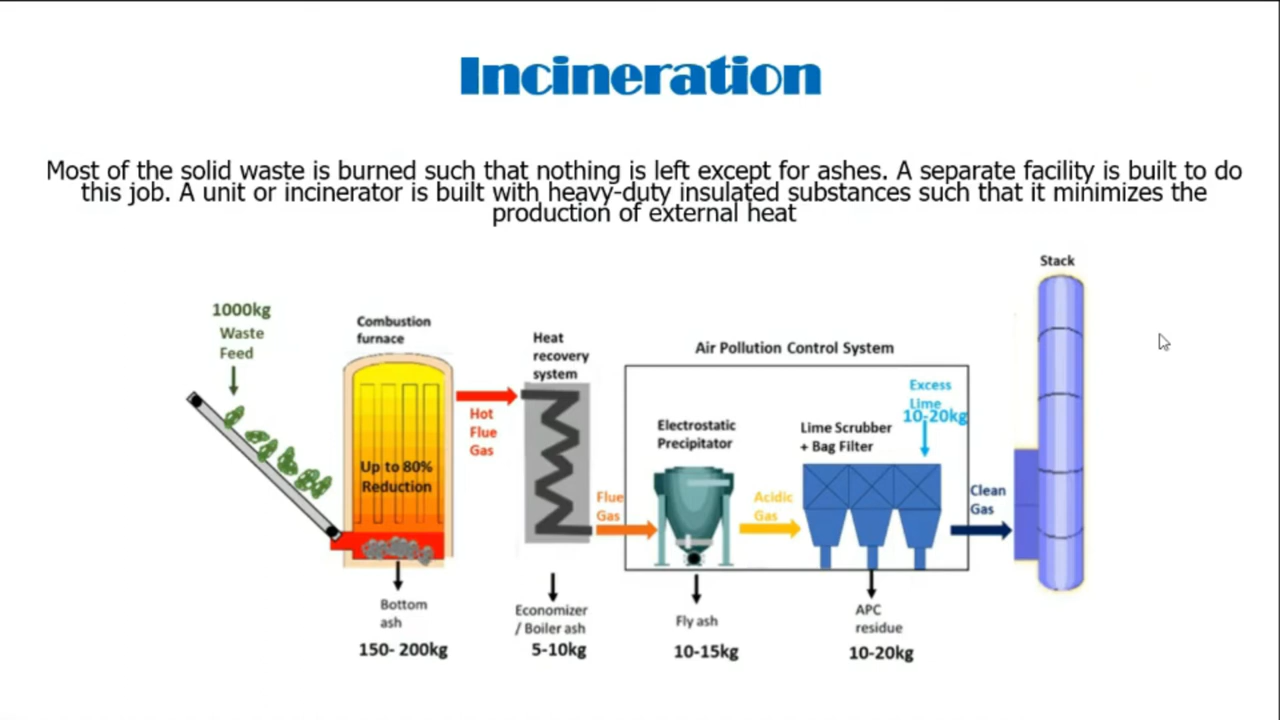 Incineration
Most of the solid waste is burned such that nothing is left except for ashes. A separate facility is built to do
this job. A unit or incinerator is built with heavy-duty insulated substances such that it minimizes the
production of external heat
Stack
1000kg
Waste
Feed
Combustion
furnace
Heat
recovery
system
Air Pollution Control System
Excess
Lime
10-20kg
Hot
Flue
Gas
Electrostatic
Precipitator
Lime Scrubber
+ Bag Filter
Up to 80%
Reduction
Flue
Gas
Acidic
Gas
Clean
Gas
Bottom
ash
150- 200kg
Economizer
/ Boiler ash
5-10kg
Fly ash
10-15kg
APC
residue
10-20kg